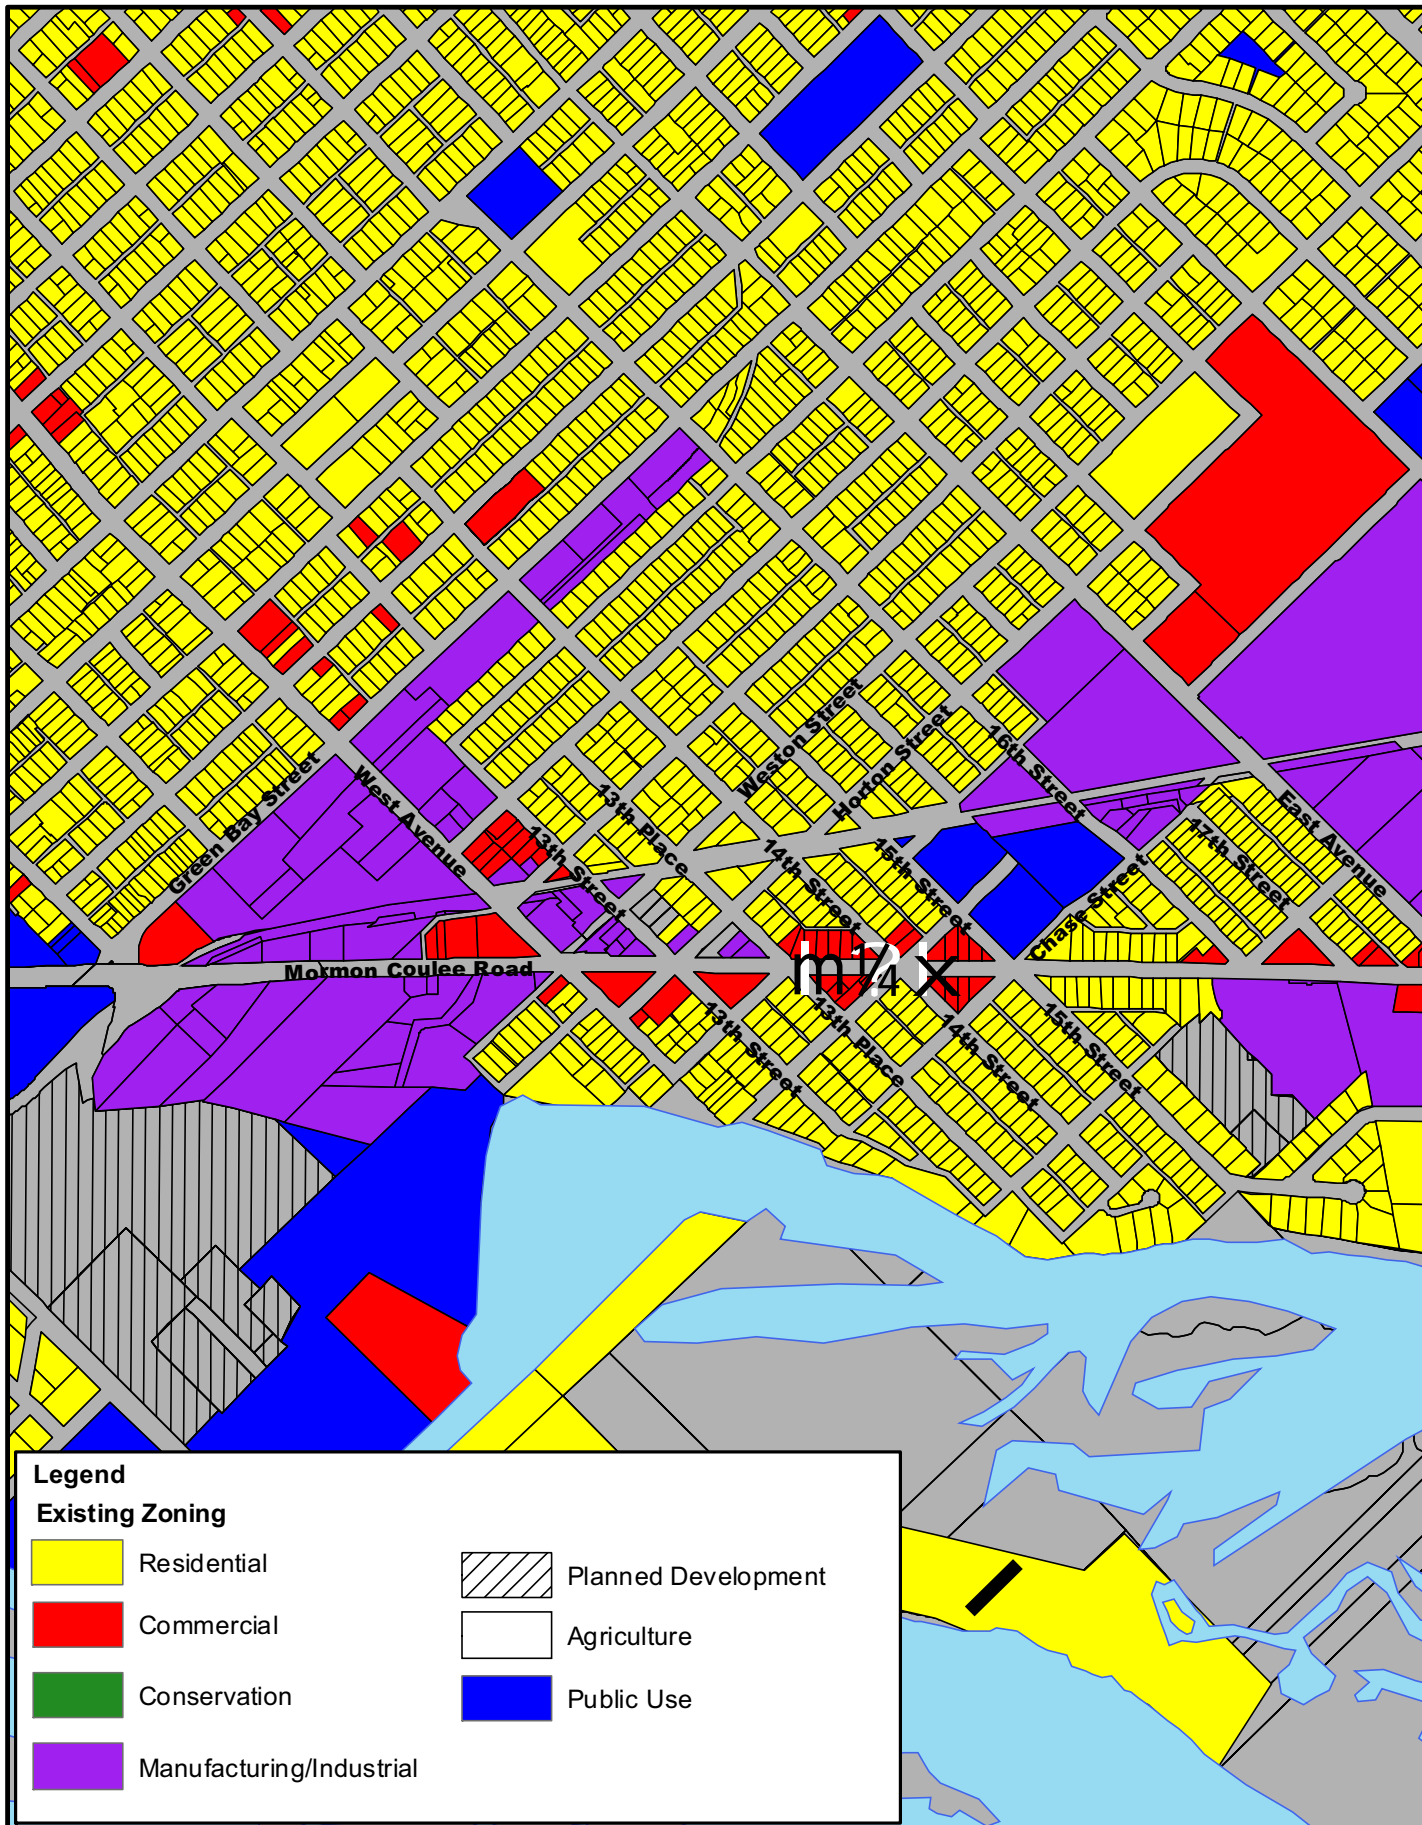 Weston Street
Horton Street
16th Street
Green Bay Street
West Avenue
13th Place
East Avenue
13th Street
14th Street
15th Street
17th Street
Chase Street
Mormon Coulee Road
m¼x
13th Street
13th Place
14th Street
15th Street
Legend
Existing Zoning
Residential
Commercial
Conservation
Manufacturing/Industrial
Planned Development
Agriculture
Public Use